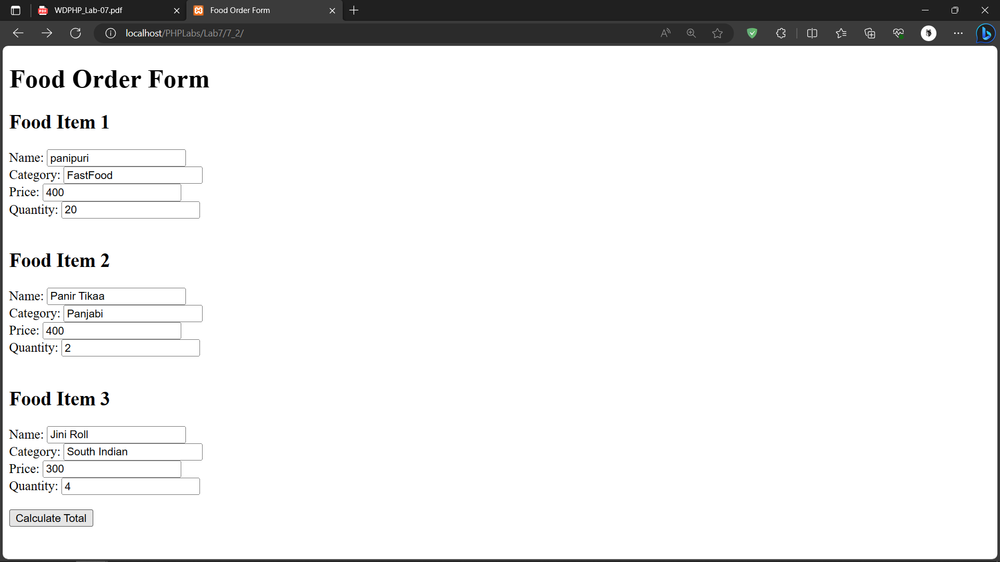 WDPHP_Lab-07.pdf
Food Order Form
localhost/PHPLabs/Lab7/7_2/
Food Order Form
Food Item 1
Name: panipuri
Category: FastFood
Price: 400
Quantity: 20
Food Item 2
Name: Panir Tikaa
Category: Panjabi
Price: 400
Quantity: 2
Food Item 3
Name: Jini Roll
Category: South Indian
Price: 300
Quantity: 4
Calculate Total